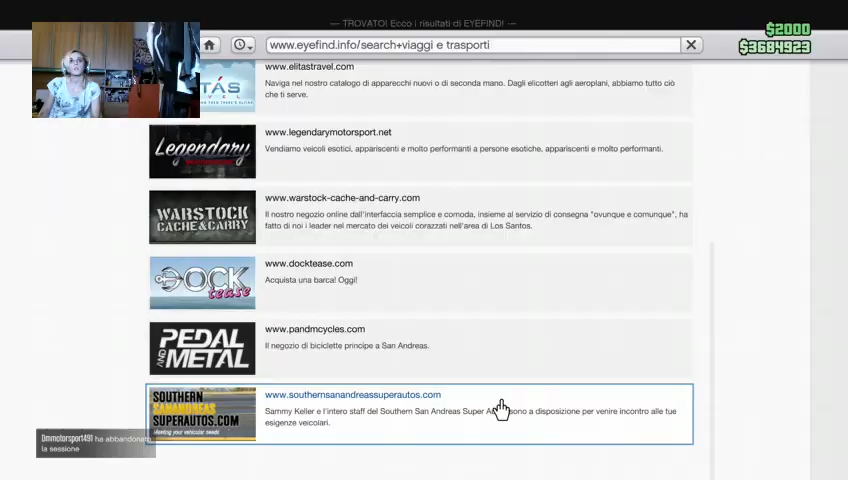 — TROVATO! Ecco i risultati di EYEFIND! —
$2000
$3684923
www.eyefind.info/search+viaggi e trasporti
www.elitastravel.com
Naviga nel nostro catalogo di apparecchi nuovi o di seconda mano. Dagli elicotteri agli aeroplani, abbiamo tutto ciò
che ti serve.
Legendary
www.legendarymotorsport.net
Vendiamo veicoli esotici, appariscenti e molto performanti a persone esotiche, appariscenti e molto performanti.
WARSTOCK
CACHE&CARRY
www.warstock-cache-and-carry.com
Il nostro negozio online dall'interfaccia semplice e comoda, insieme al servizio di consegna "ovunque e comunque", ha
fatto di noi i leader nel mercato dei veicoli corazzati nell'area di Los Santos.
DOCK
tease
www.docktease.com
Acquista una barca! Oggi!
PEDAL
AND METAL
www.pandmcycles.com
Il negozio di biciclette principe a San Andreas.
SOUTHERN
SANANDREAS
SUPERAUTOS.COM
Meeting your vehicular needs
www.southernsanandreassuperautos.com
Sammy Keller e l'intero staff del Southern San Andreas Super sono a disposizione per venire incontro alle tue
esigenze veicolari.
Dmmotorsport491 ha abbandonato
la sessione